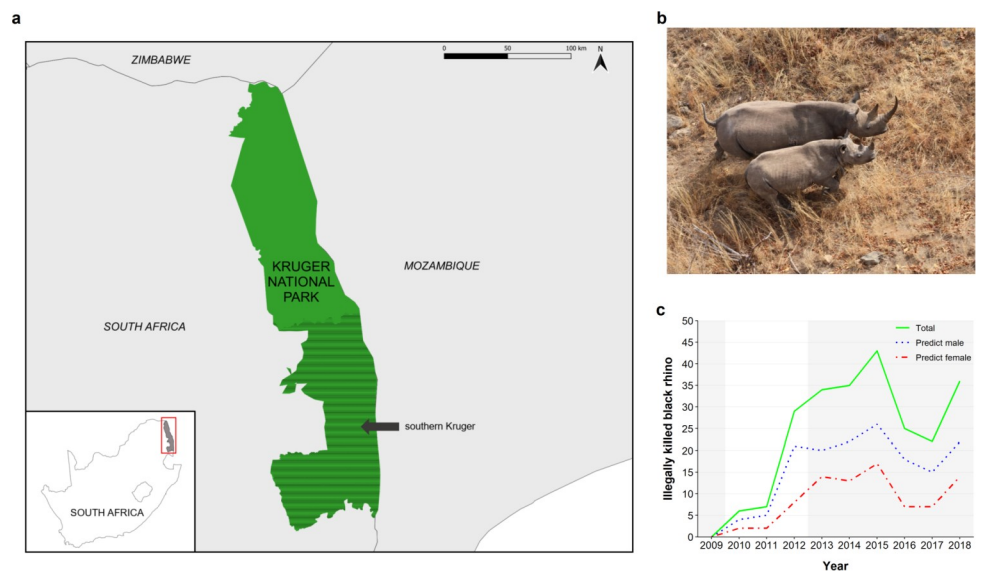 a
ZIMBABWE
0 50 100 km
N
KRUGER
NATIONAL
PARK
MOZAMBIQUE
SOUTH AFRICA
southern Kruger
SOUTH AFRICA
b
c
Illegally killed black rhino
50
45
40
35
30
25
20
15
10
5
0
Total
Predict male
Predict female
2009 2010 2011 2012 2013 2014 2015 2016 2017 2018
Year